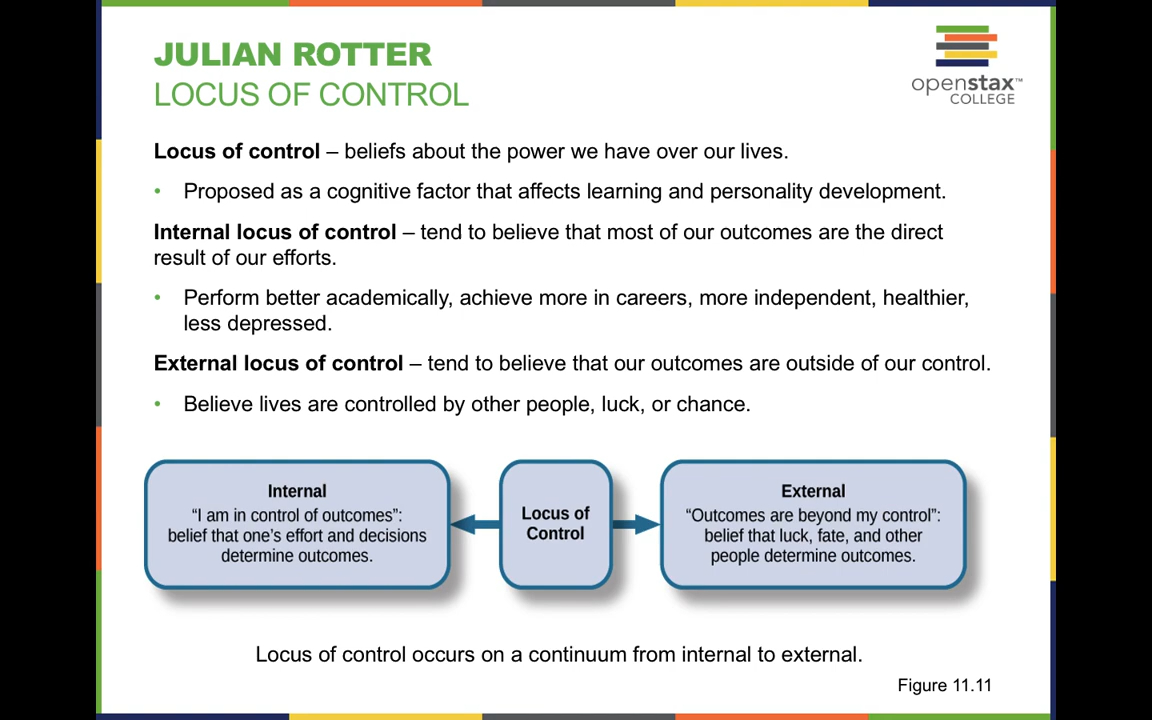 JULIAN ROTTER
LOCUS OF CONTROL
openstax™
COLLEGE
Locus of control – beliefs about the power we have over our lives.
• Proposed as a cognitive factor that affects learning and personality development.
Internal locus of control – tend to believe that most of our outcomes are the direct
result of our efforts.
• Perform better academically, achieve more in careers, more independent, healthier,
less depressed.
External locus of control – tend to believe that our outcomes are outside of our control.
• Believe lives are controlled by other people, luck, or chance.
Internal
“I am in control of outcomes”:
belief that one’s effort and decisions
determine outcomes.
Locus of
Control
External
“Outcomes are beyond my control”:
belief that luck, fate, and other
people determine outcomes.
Locus of control occurs on a continuum from internal to external.
Figure 11.11